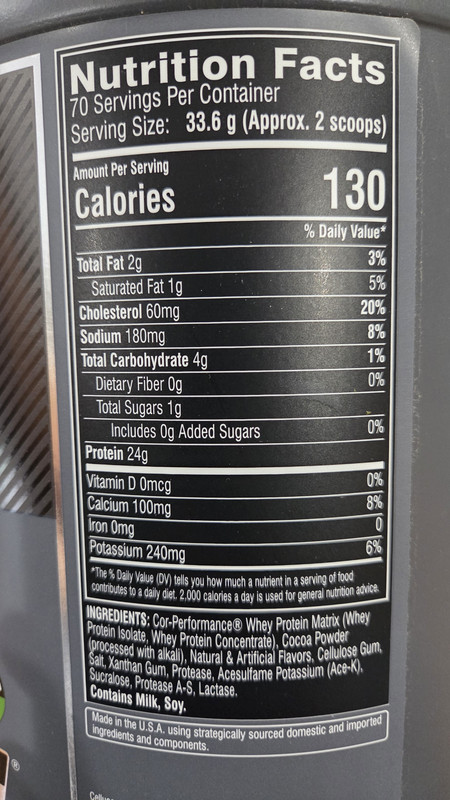 Nutrition Facts
70 Servings Per Container
Serving Size: 33.6 g (Approx. 2 scoops)
Amount Per Serving
Calories 130
% Daily Value*
Total Fat 2g 3%
Saturated Fat 1g 5%
Cholesterol 60mg 20%
Sodium 180mg 8%
Total Carbohydrate 4g 1%
Dietary Fiber 0g 0%
Total Sugars 1g
Includes 0g Added Sugars 0%
Protein 24g
Vitamin D 0mcg 0%
Calcium 100mg 8%
Iron 0mg 0
Potassium 240mg 6%
*The % Daily Value (DV) tells you how much a nutrient in a serving of food
contributes to a daily diet. 2,000 calories a day is used for general nutrition advice.
INGREDIENTS: Cor-Performance® Whey Protein Matrix (Whey
Protein Isolate, Whey Protein Concentrate), Cocoa Powder
(processed with alkali), Natural & Artificial Flavors, Cellulose Gum,
Salt, Xanthan Gum, Protease, Acesulfame Potassium (Ace-K),
Sucralose, Protease A-S, Lactase.
Contains Milk, Soy.
Made in the U.S.A. using strategically sourced domestic and imported
ingredients and components.
®